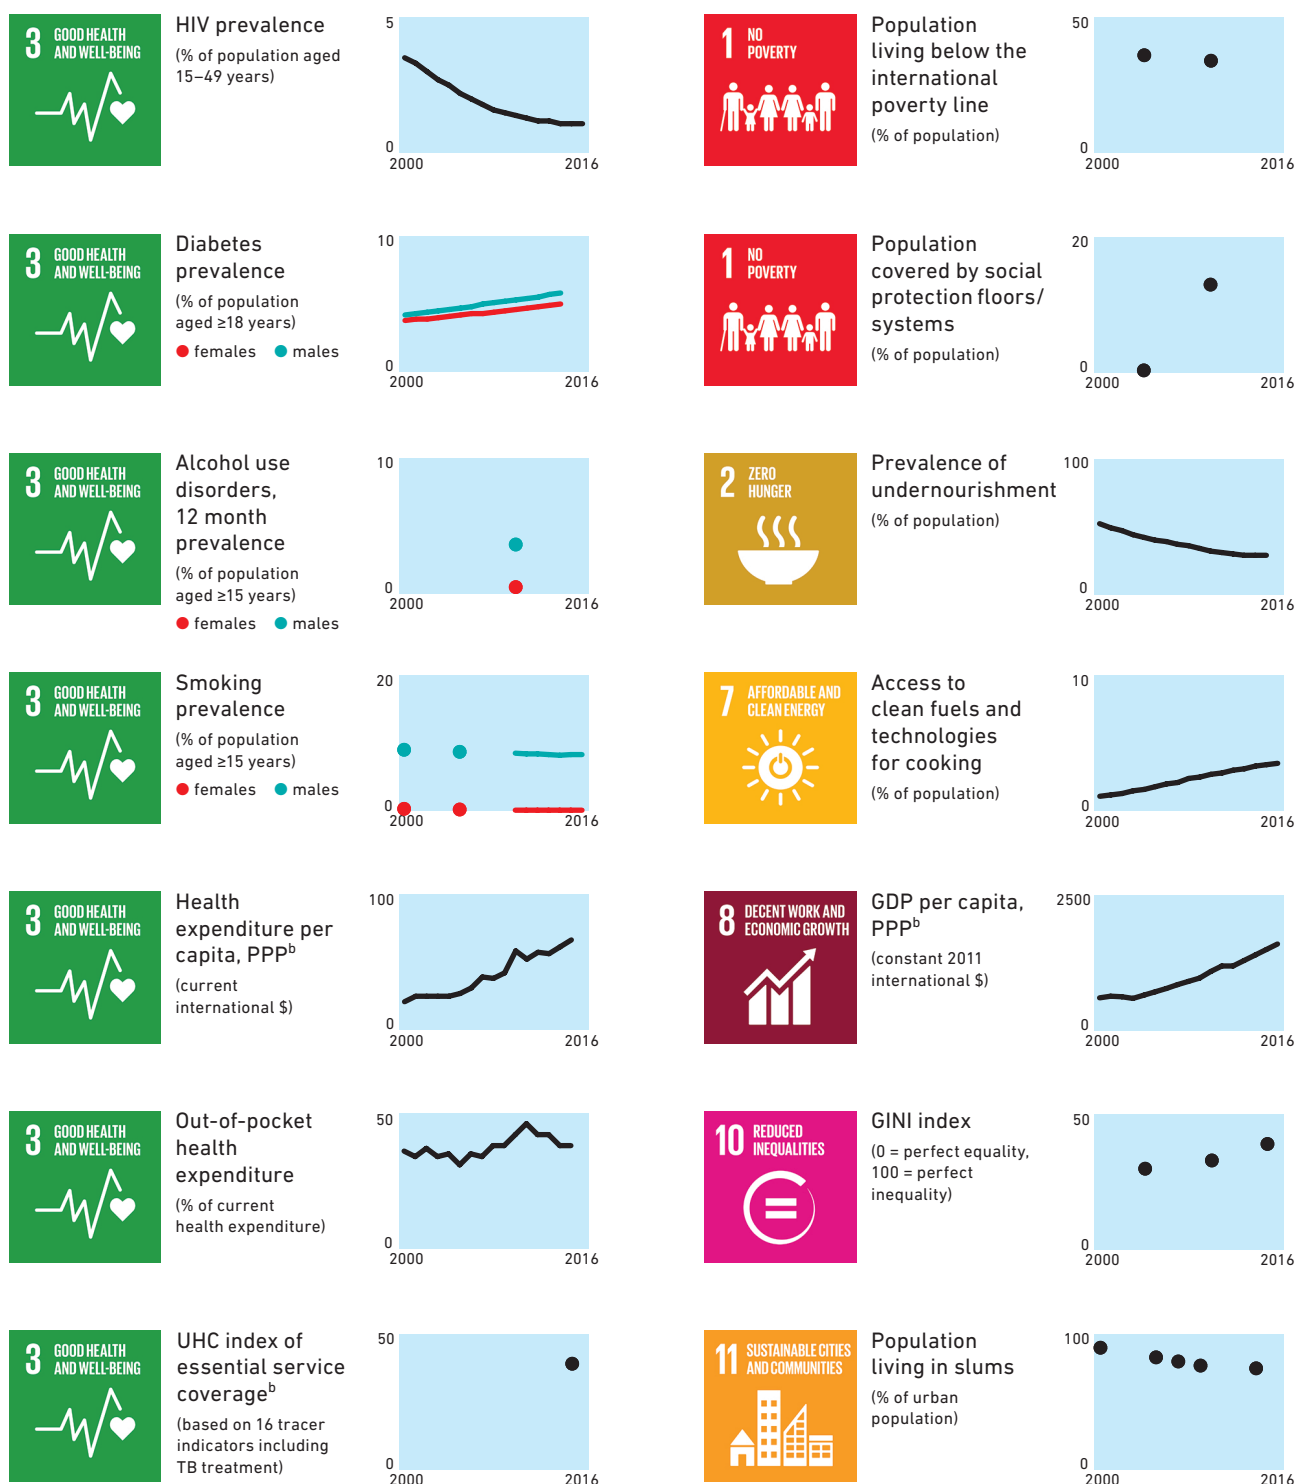 3 GOOD HEALTH
AND WELL-BEING
HIV prevalence
(% of population aged
15–49 years)
5
0
2000 2016
3 GOOD HEALTH
AND WELL-BEING
Diabetes
prevalence
(% of population
aged ≥18 years)
females males
10
0
2000 2016
3 GOOD HEALTH
AND WELL-BEING
Alcohol use
disorders,
12 month
prevalence
(% of population
aged ≥15 years)
females males
10
0
2000 2016
3 GOOD HEALTH
AND WELL-BEING
Smoking
prevalence
(% of population
aged ≥15 years)
females males
20
0
2000 2016
3 GOOD HEALTH
AND WELL-BEING
Health
expenditure per
capita, PPPb
(current
international $)
100
0
2000 2016
3 GOOD HEALTH
AND WELL-BEING
Out-of-pocket
health
expenditure
(% of current
health expenditure)
50
0
2000 2016
3 GOOD HEALTH
AND WELL-BEING
UHC index of
essential service
coverageb
(based on 16 tracer
indicators including
TB treatment)
50
0
2000 2016
1 NO
POVERTY
Population
living below the
international
poverty line
(% of population)
50
0
2000 2016
1 NO
POVERTY
Population
covered by social
protection floors/
systems
(% of population)
20
0
2000 2016
2 ZERO
HUNGER
Prevalence of
undernourishment
(% of population)
100
0
2000 2016
7 AFFORDABLE AND
CLEAN ENERGY
Access to
clean fuels and
technologies
for cooking
(% of population)
10
0
2000 2016
8 DECENT WORK AND
ECONOMIC GROWTH
GDP per capita,
PPPb
(constant 2011
international $)
2500
0
2000 2016
10 REDUCED
INEQUALITIES
GINI index
(0 = perfect equality,
100 = perfect
inequality)
50
0
2000 2016
11 SUSTAINABLE CITIES
AND COMMUNITIES
Population
living in slums
(% of urban
population)
100
0
2000 2016